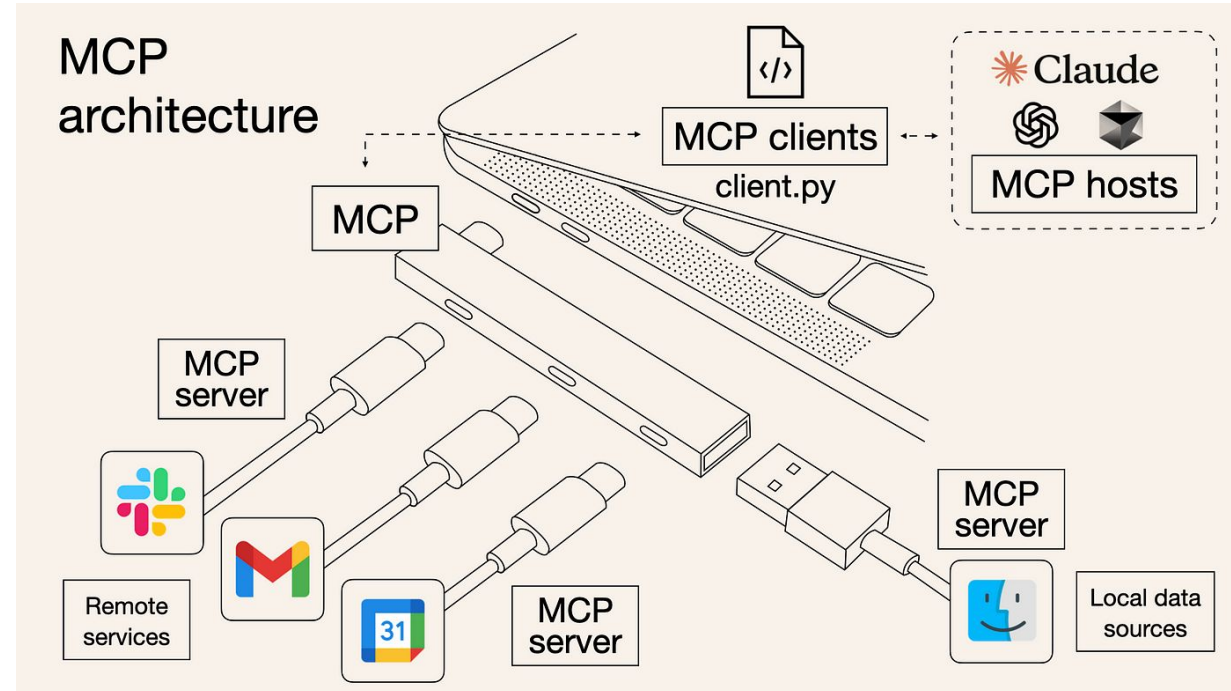 MCP
architecture
MCP clients
client.py
Claude
MCP hosts
MCP
MCP
server
MCP
server
Remote
services
31
MCP
server
Local data
sources